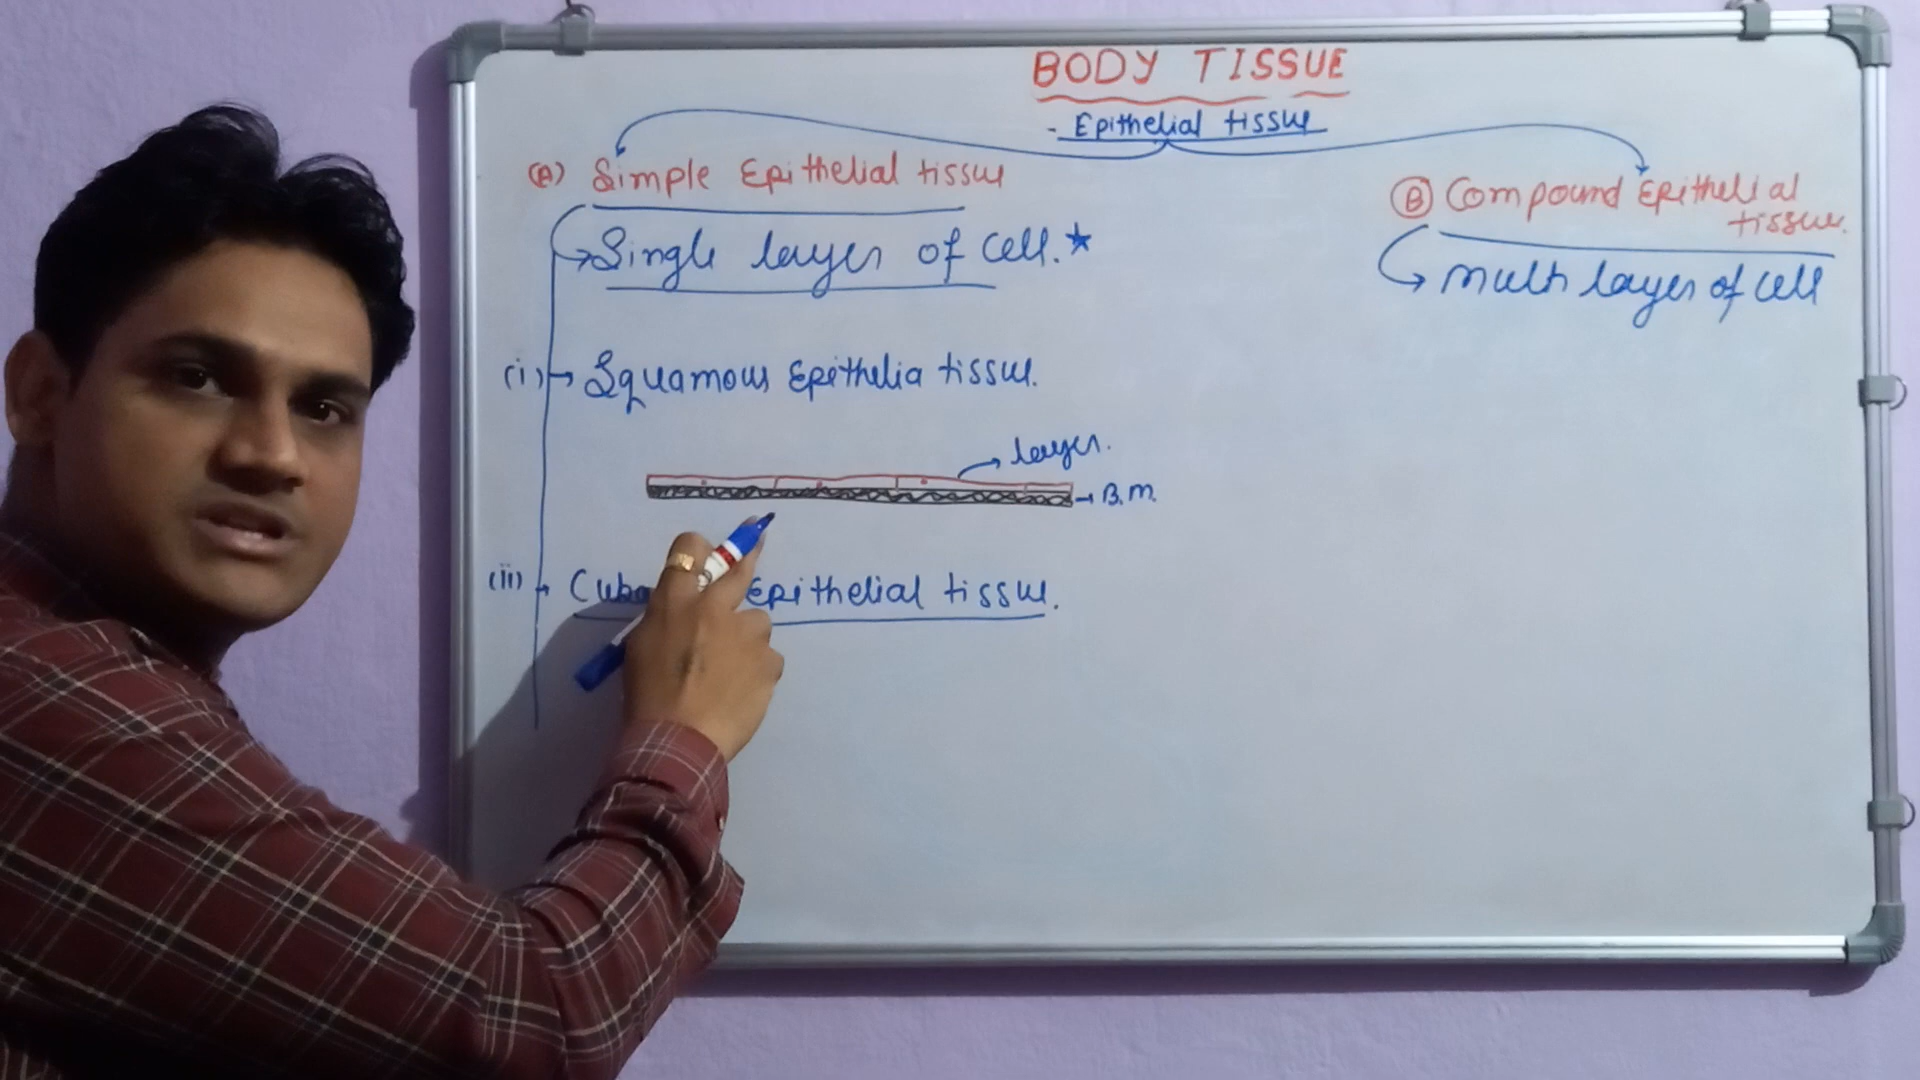 BODY TISSUE
- Epithelial tissue
(A) Simple Epithelial tissue
Single layer of cell.
B Compound Epithelial
tissue.
multi layer of cell
(i) Squamous Epithelia tissue.
layer.
B.M.
(ii) Epithelial tissue.